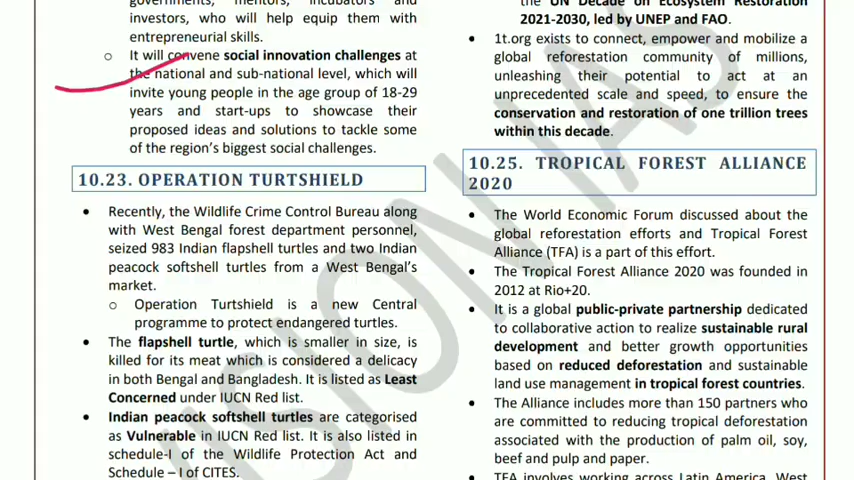 governments, mentors, incubators and
investors, who will help equip them with
entrepreneurial skills.
o It will convene social innovation challenges at
the national and sub-national level, which will
invite young people in the age group of 18-29
years and start-ups to showcase their
proposed ideas and solutions to tackle some
of the region's biggest social challenges.
10.23. OPERATION TURTSHIELD
• Recently, the Wildlife Crime Control Bureau along
with West Bengal forest department personnel,
seized 983 Indian flapshell turtles and two Indian
peacock softshell turtles from a West Bengal's
market.
o Operation Turtshield is a new Central
programme to protect endangered turtles.
• The flapshell turtle, which is smaller in size, is
killed for its meat which is considered a delicacy
in both Bengal and Bangladesh. It is listed as Least
Concerned under IUCN Red list.
• Indian peacock softshell turtles are categorised
as Vulnerable in IUCN Red list. It is also listed in
schedule-I of the Wildlife Protection Act and
Schedule – I of CITES.
the UN Decade on Ecosystem Restoration
2021-2030, led by UNEP and FAO.
• 1t.org exists to connect, empower and mobilize a
global reforestation community of millions,
unleashing their potential to act at an
unprecedented scale and speed, to ensure the
conservation and restoration of one trillion trees
within this decade.
10.25. TROPICAL FOREST ALLIANCE
2020
• The World Economic Forum discussed about the
global reforestation efforts and Tropical Forest
Alliance (TFA) is a part of this effort.
• The Tropical Forest Alliance 2020 was founded in
2012 at Rio+20.
• It is a global public-private partnership dedicated
to collaborative action to realize sustainable rural
development and better growth opportunities
based on reduced deforestation and sustainable
land use management in tropical forest countries.
• The Alliance includes more than 150 partners who
are committed to reducing tropical deforestation
associated with the production of palm oil, soy,
beef and pulp and paper.
• TFA involves working across Latin America, West
VISION IAS